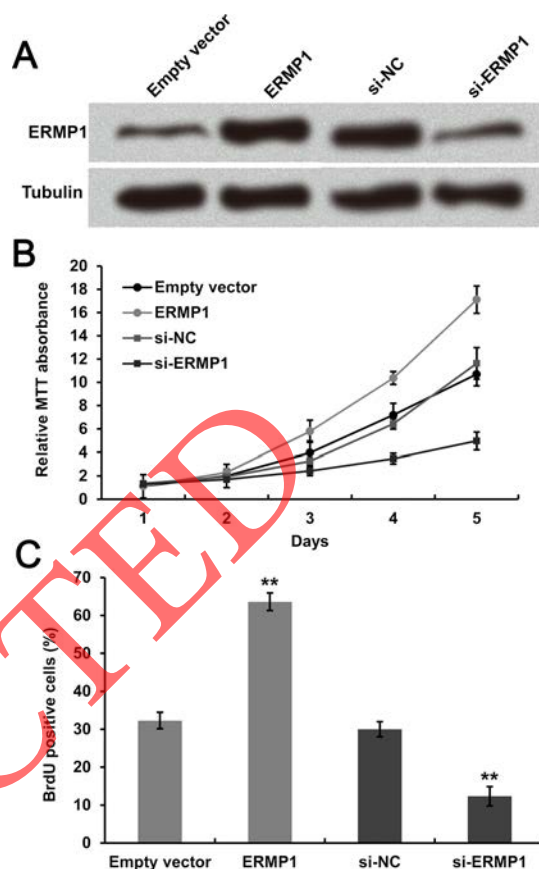 A
Empty vector
ERMP1
si-NC
si-ERMP1
ERMP1
Tubulin
B
Relative MTT absorbance
20
18
16
14
12
10
8
6
4
2
0
Empty vector
ERMP1
si-NC
si-ERMP1
1 2 3 4 5
Days
C
BrdU positive cells (%)
70
60
50
40
30
20
10
0
**
**
Empty vector ERMP1 si-NC si-ERMP1
CTED